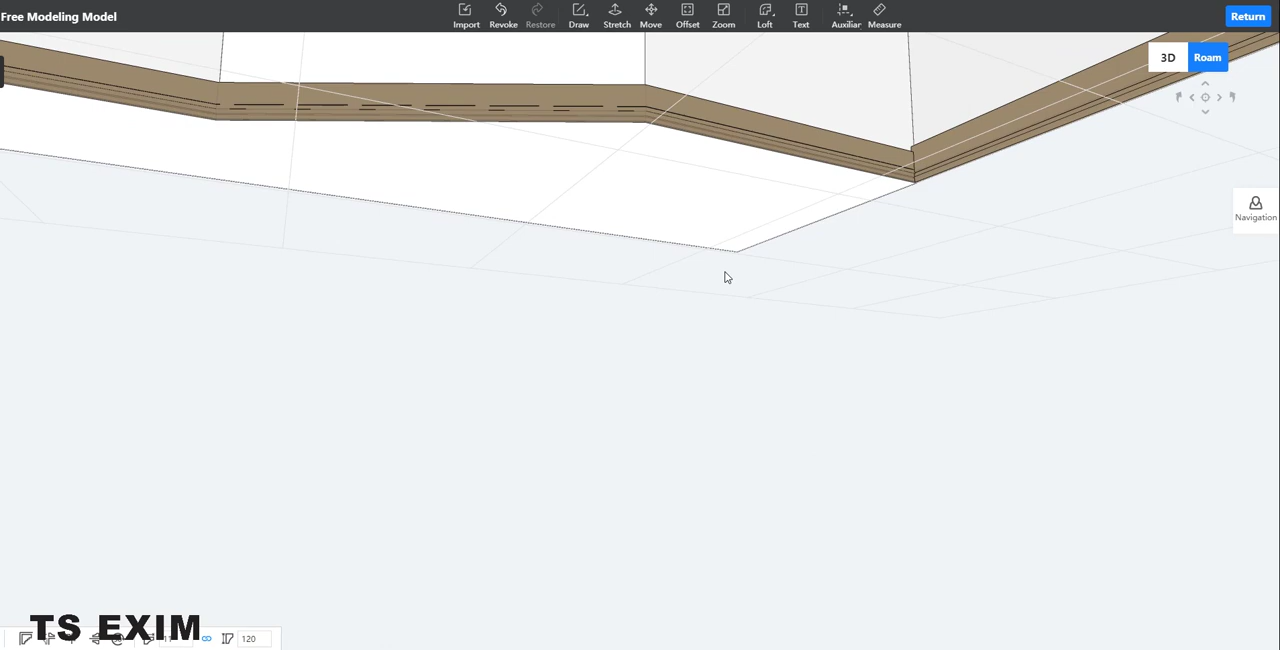 Free Modeling Model
Import Revoke Restore Draw Stretch Move Offset Zoom Loft Text Auxiliar Measure
Return
3D Roam
Navigation
TS EXIM
120